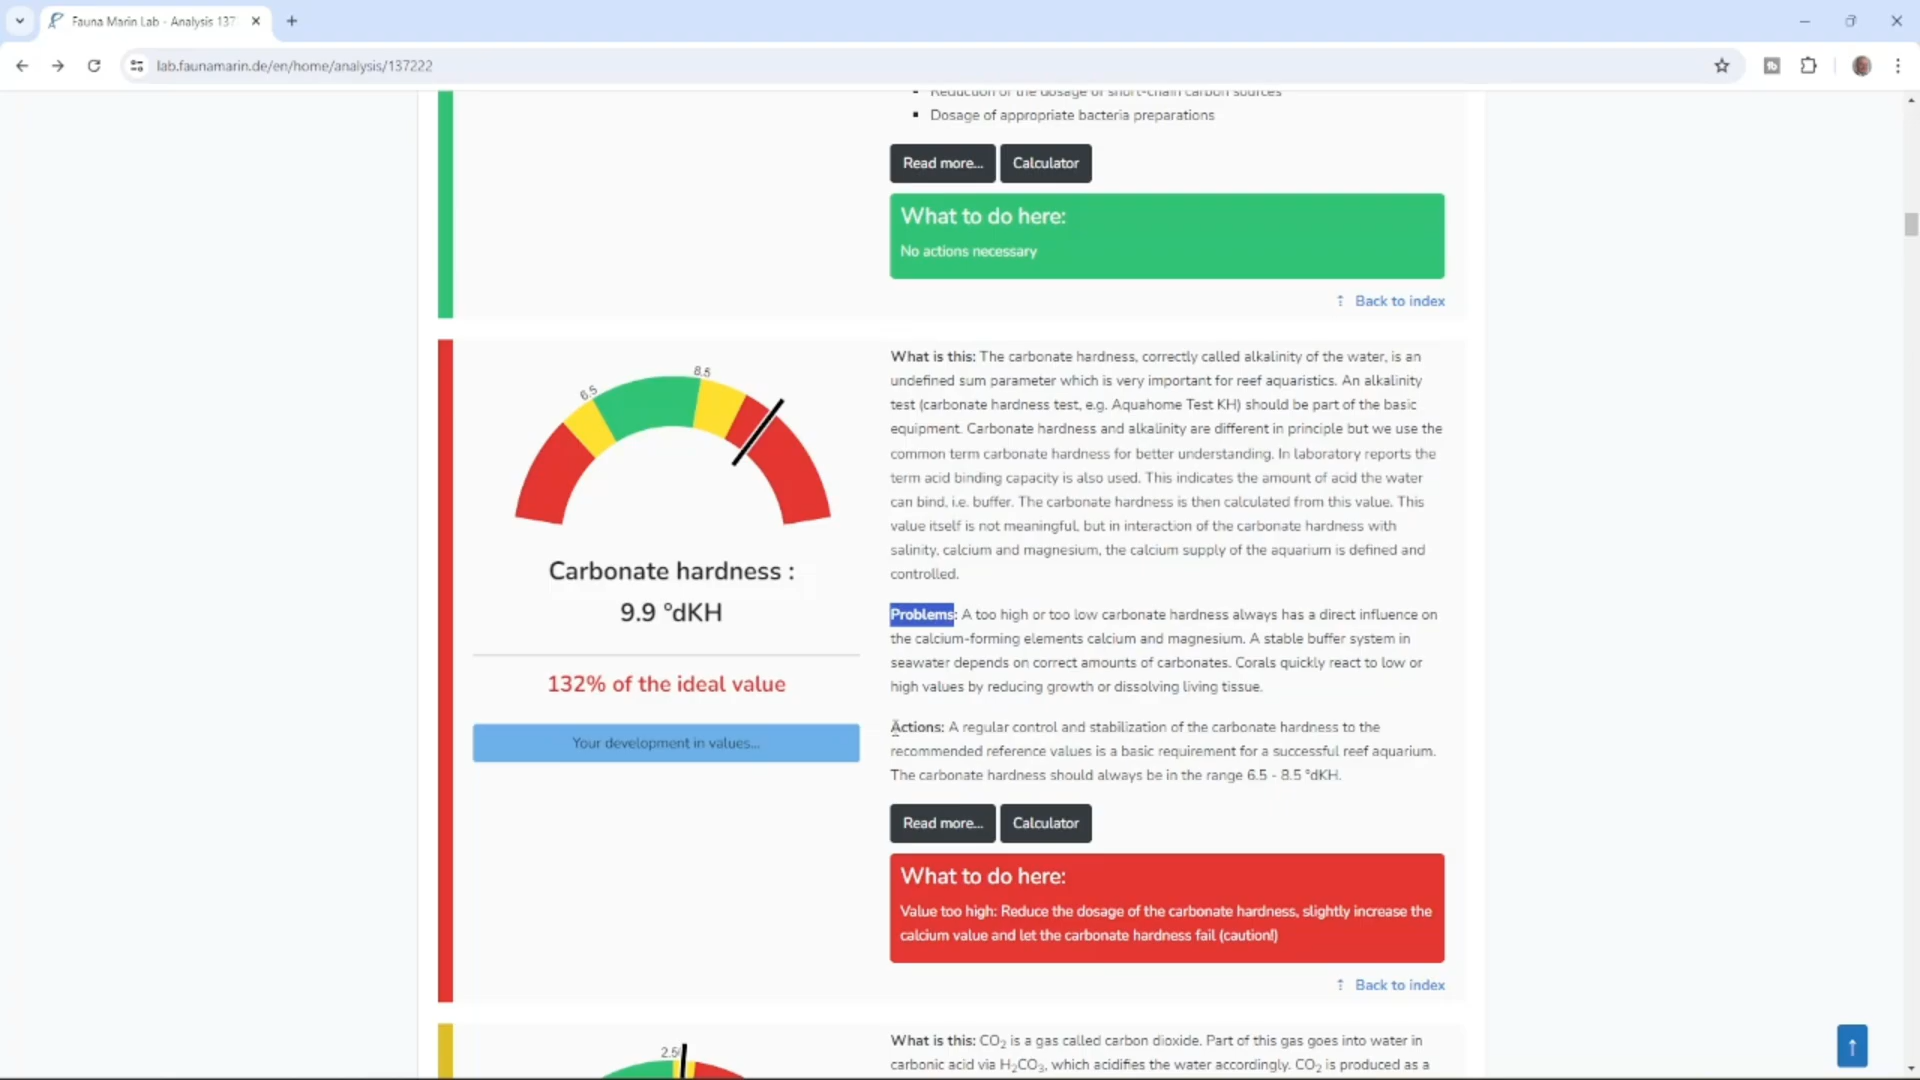 Fauna Marin Lab - Analysis 137
lab.faunamarin.de/en/home/analysis/137222
Reduction of the dosage of short-chain carbon sources
Dosage of appropriate bacteria preparations
Read more... Calculator
What to do here:
No actions necessary
↑ Back to index
6.5
8.5
Carbonate hardness :
9.9 °dKH
132% of the ideal value
Your development in values...
What is this: The carbonate hardness, correctly called alkalinity of the water, is an
undefined sum parameter which is very important for reef aquaristics. An alkalinity
test (carbonate hardness test, e.g. Aquahome Test KH) should be part of the basic
equipment. Carbonate hardness and alkalinity are different in principle but we use the
common term carbonate hardness for better understanding. In laboratory reports the
term acid binding capacity is also used. This indicates the amount of acid the water
can bind, i.e. buffer. The carbonate hardness is then calculated from this value. This
value itself is not meaningful, but in interaction of the carbonate hardness with
salinity, calcium and magnesium, the calcium supply of the aquarium is defined and
controlled.
Problems: A too high or too low carbonate hardness always has a direct influence on
the calcium-forming elements calcium and magnesium. A stable buffer system in
seawater depends on correct amounts of carbonates. Corals quickly react to low or
high values by reducing growth or dissolving living tissue.
Actions: A regular control and stabilization of the carbonate hardness to the
recommended reference values is a basic requirement for a successful reef aquarium.
The carbonate hardness should always be in the range 6.5 - 8.5 °dKH.
Read more... Calculator
What to do here:
Value too high: Reduce the dosage of the carbonate hardness, slightly increase the
calcium value and let the carbonate hardness fail (caution!)
↑ Back to index
What is this: CO₂ is a gas called carbon dioxide. Part of this gas goes into water in
carbonic acid via H₂CO₃, which acidifies the water accordingly. CO₂ is produced as a